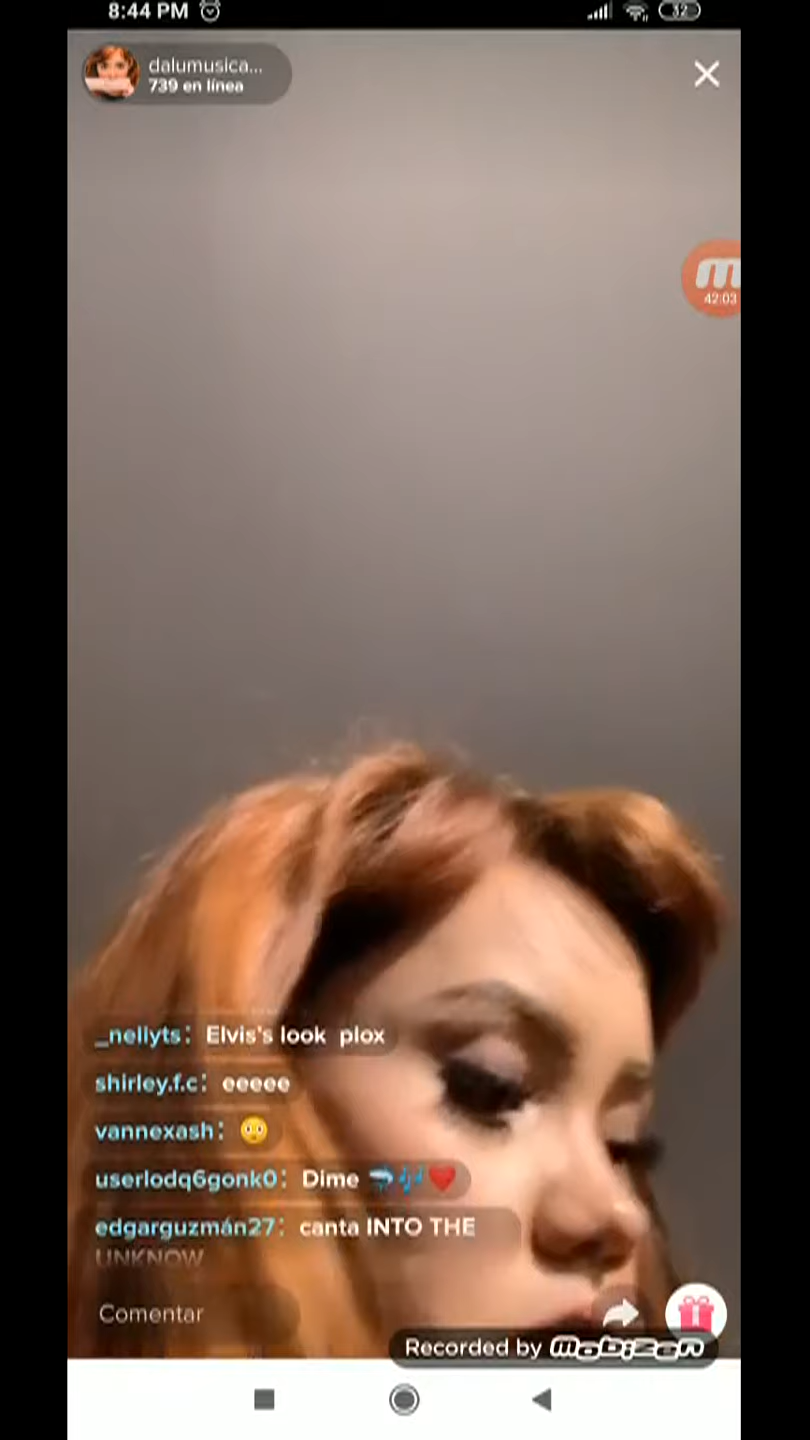 8:44 PM
32
dalumusica...
739 en línea
42:03
_nellyts: Elvis's look plox
shirley.f.c: eeeee
vannexash: 😳
userlodq6gonk0: Dime 🦈🎶❤️
edgarguzmán27: canta INTO THE
UNKNOW
Comentar
Recorded by mobizen